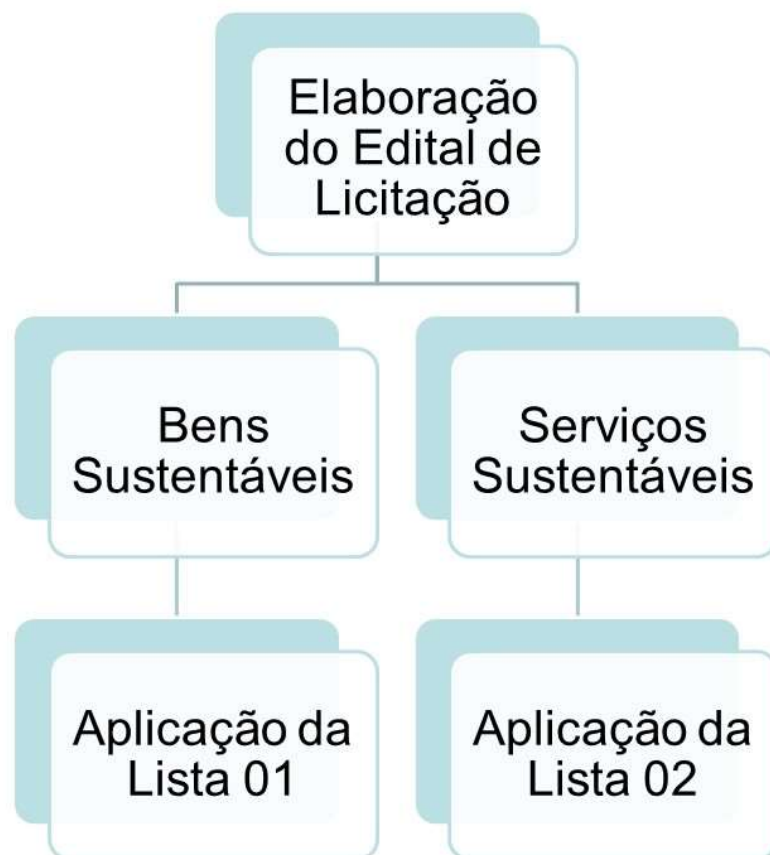 Elaboração
do Edital de
Licitação
Bens
Sustentáveis
Serviços
Sustentáveis
Aplicação da
Lista 01
Aplicação da
Lista 02